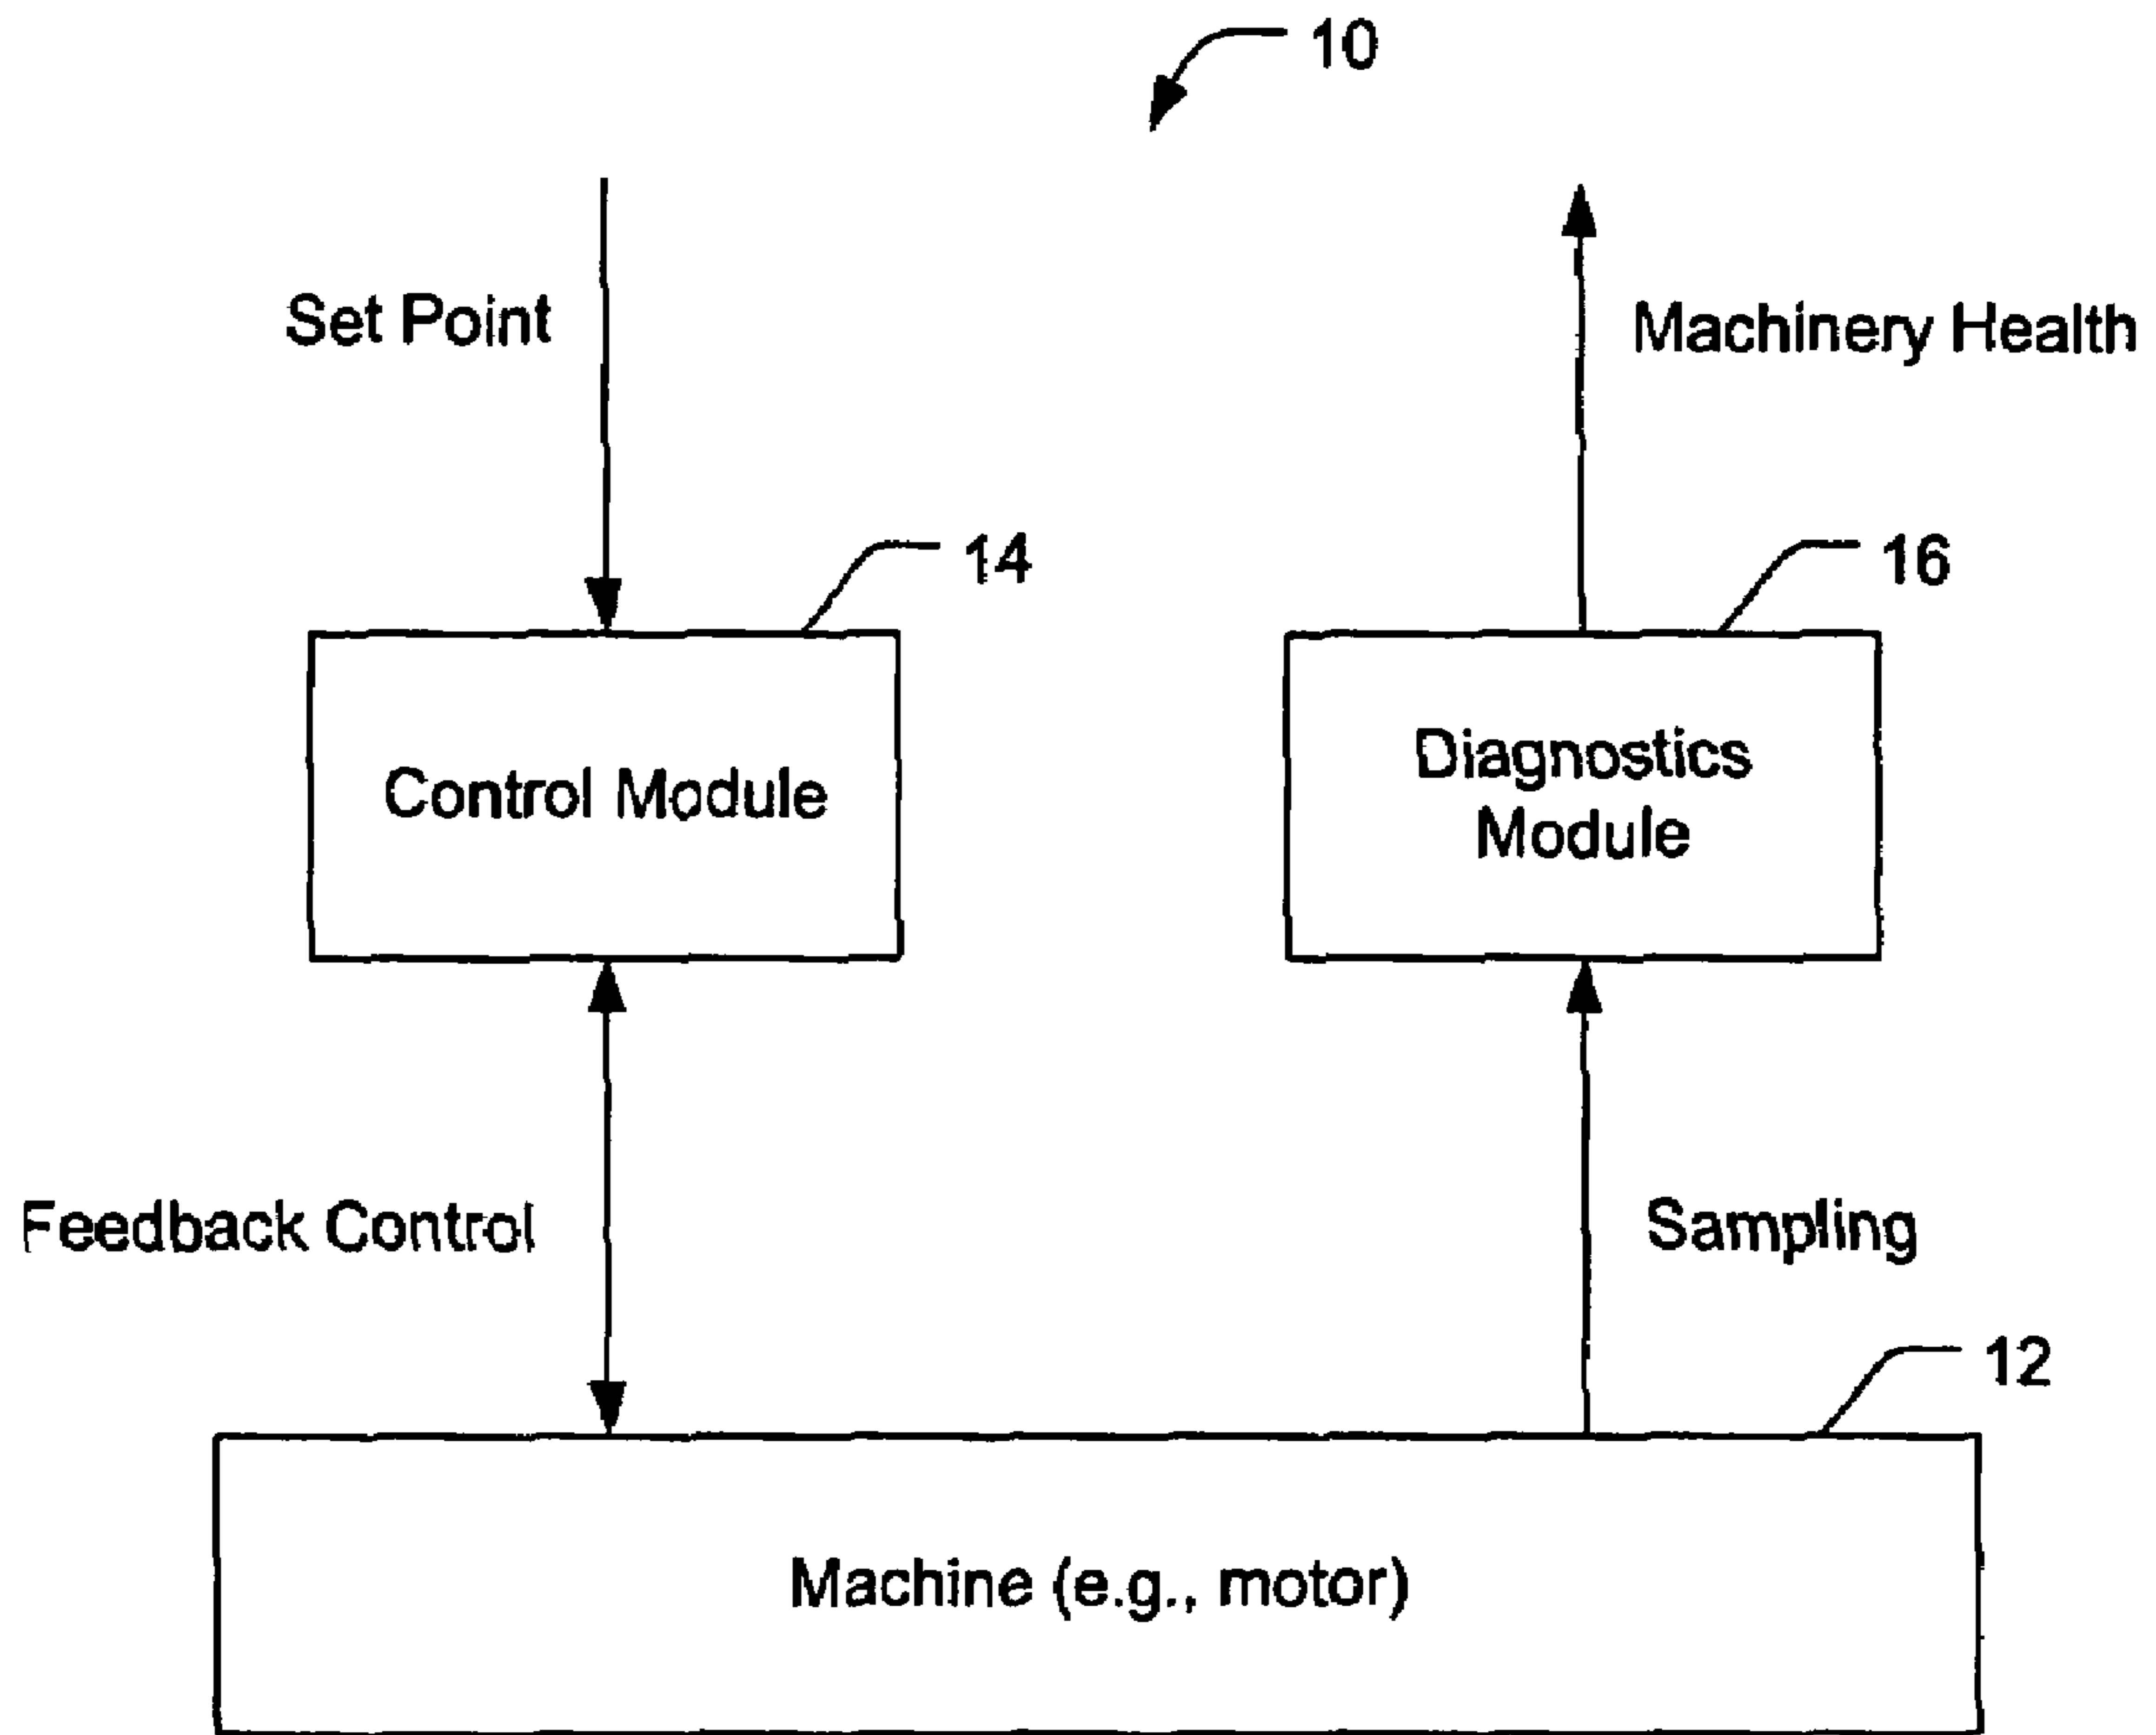 10
Set Point
Machinery Health
14
16
Control Module
Diagnostics
Module
Feedback Control
Sampling
12
Machine (e.g., motor)